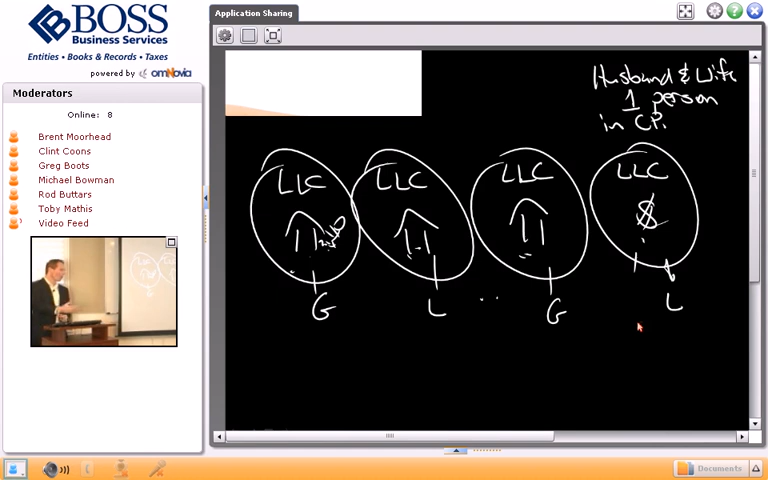 BOSS
Business Services
Entities • Books & Records • Taxes
powered by omNovia
Moderators
Online: 8
Brent Moorhead
Clint Coons
Greg Boots
Michael Bowman
Rod Buttars
Toby Mathis
Video Feed
Application Sharing
Husband & Wife
1 person
in CP.
LLC LLC LLC LLC
$
G L G L
Documents